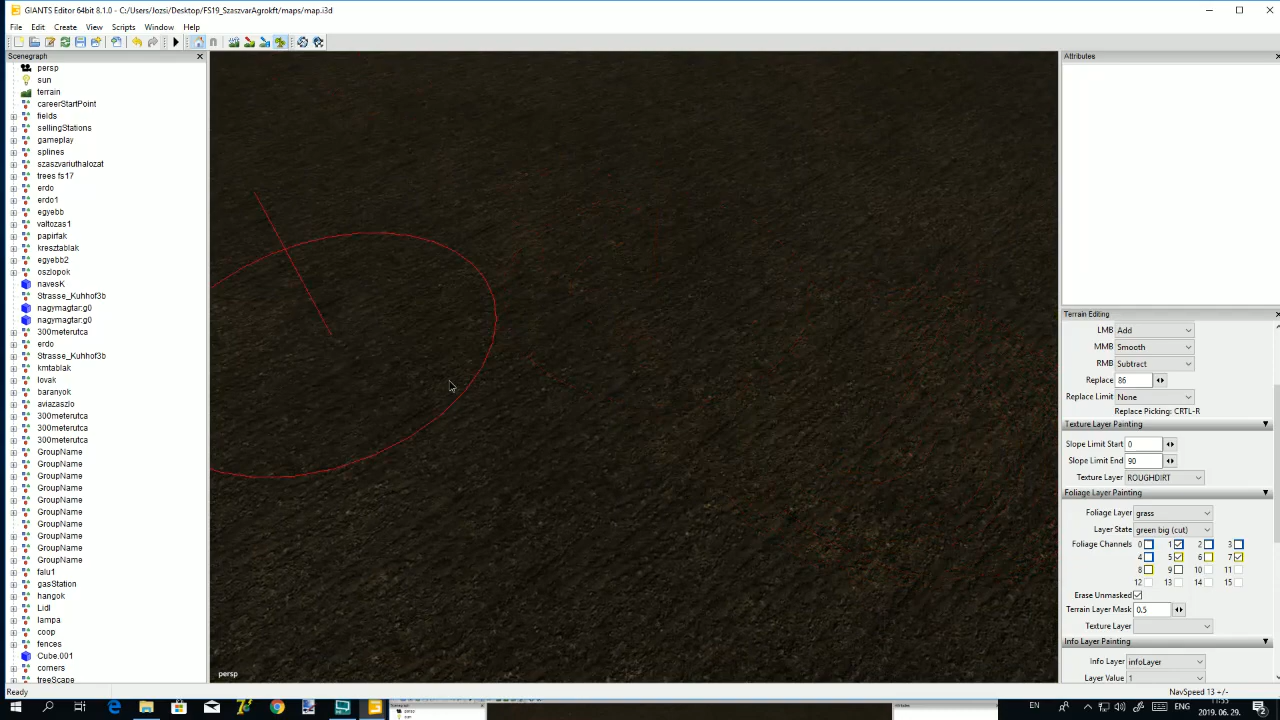 GIANTS Editor 64bit 8.1.0 - C:/Users/Jozsi/Desktop/FS19_SzaszvarAgrokft/maps/map.i3d
File Edit Create View Scripts Window Help
Scenegraph
persp
sun
terrain
careerStartPoint
fields
sellingStations
gameplay
splines
szaszvariuthalozat
trees fs17
erdo
erdo1
egyebb
valtozas1
papirfak
kresztablak
egyebb2
oszlopok
navesK
Strasse_Kuhhof3b
nagymagtar:g0
nagymagtar:g0
300meterutca
erdo
Strasse_Kuhhof3b
kmtablak
lovak
baranyok
aviazaszlo
300meterutca
300meterutca
300meterutca
GroupName
GroupName
GroupName
GroupName
GroupName
GroupName
GroupName
GroupName
GroupName
GroupName
falu1
gasStation
hangok
Lidl
lampa
coop
fences
Cube.001
corners
treeScape
persp
Attributes
Terrain Editing
LMB Add
MMB Smooth
RMB Subtract
Replace 86
Replace Limit None
Replace Picking: CRTL-R
Texture Layer Painting
Slope Limit Start 0
Slope Limit End 90
Texture Layer ROUGHDIRT
Foliage Layer Painting
Foliage Layer grass
Layer State green big (cut)
Foliage Channels 0 1 2 3
4 5 6 7
8 9 10 11
12 13 14 15
Erase Unmasked
Terrain Layer Mask 0,5
Texture Layer
Info Layer Painting
Info Layer infoLayer
Layer Value 1
Ready
NavSpeed 13 +/-
EN
11:53
2019. 06. 29.